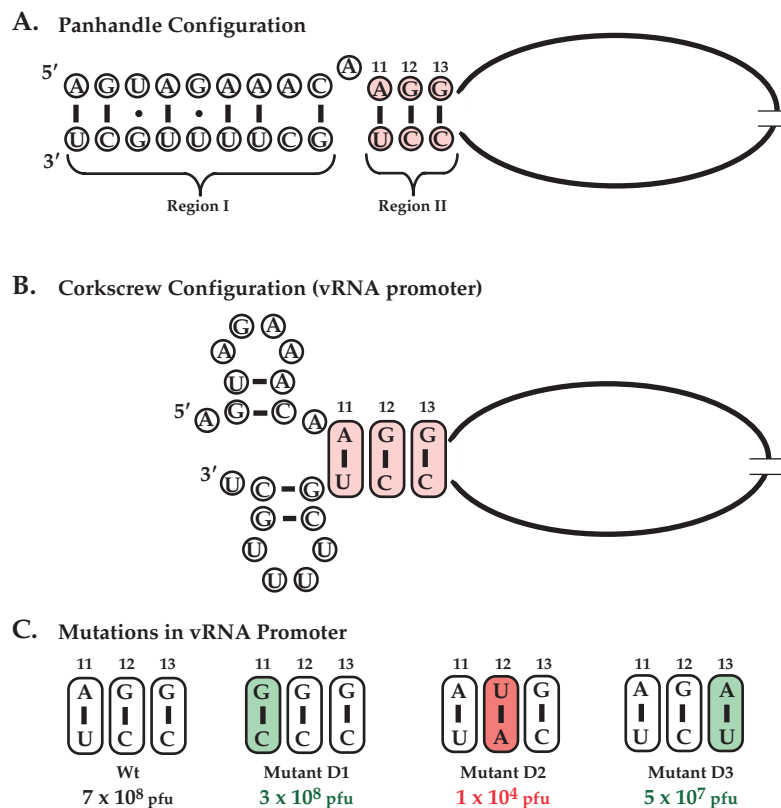 A. Panhandle Configuration
A 11 12 13
5′ A G U A G A A A C A G G
3′ U C G U U U U C G U C C
Region I Region II
B. Corkscrew Configuration (vRNA promoter)
G A
A A
U A 11 12 13
5′ A G C A A G G
3′ U C G U C C
G C
U U
U U
C. Mutations in vRNA Promoter
11 12 13 11 12 13 11 12 13 11 12 13
A G G G G G A U G A G A
U C C C C C U A C U C U
Wt Mutant D1 Mutant D2 Mutant D3
7 x 10⁸ pfu 3 x 10⁸ pfu 1 x 10⁴ pfu 5 x 10⁷ pfu